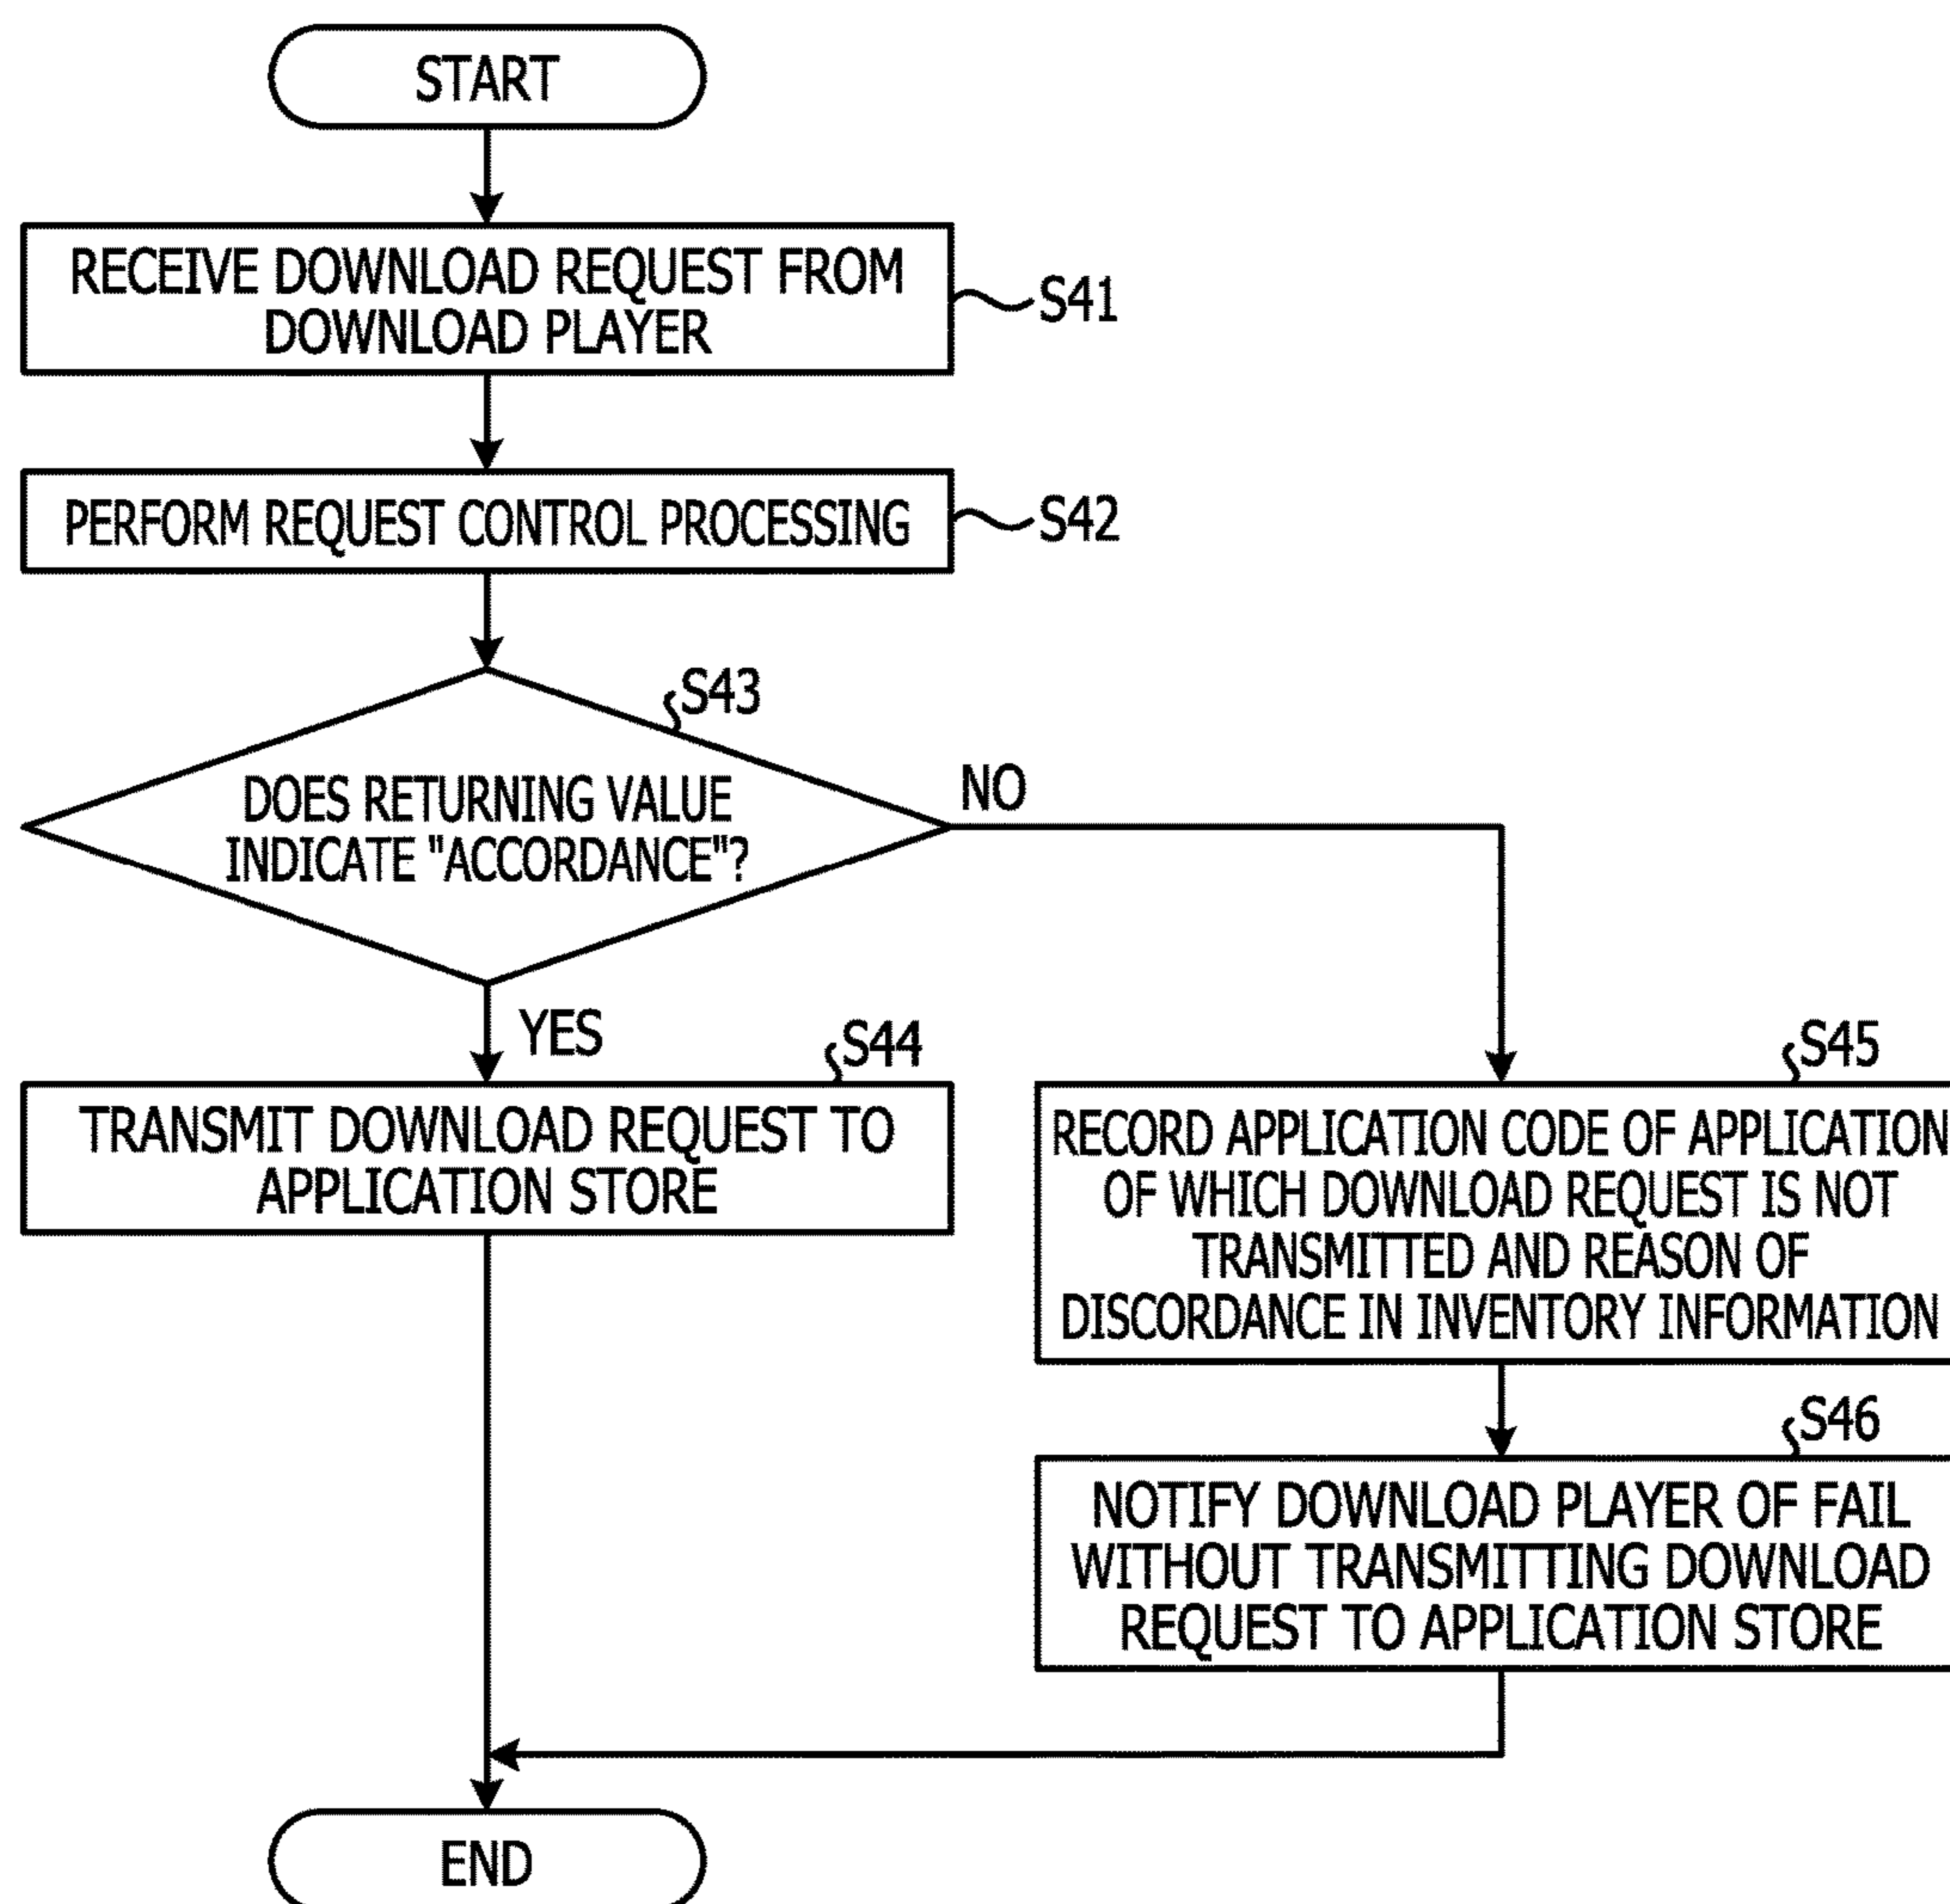 START
RECEIVE DOWNLOAD REQUEST FROM
DOWNLOAD PLAYER
S41
PERFORM REQUEST CONTROL PROCESSING
S42
S43
DOES RETURNING VALUE
INDICATE "ACCORDANCE"?
NO
YES
S44
TRANSMIT DOWNLOAD REQUEST TO
APPLICATION STORE
S45
RECORD APPLICATION CODE OF APPLICATION
OF WHICH DOWNLOAD REQUEST IS NOT
TRANSMITTED AND REASON OF
DISCORDANCE IN INVENTORY INFORMATION
S46
NOTIFY DOWNLOAD PLAYER OF FAIL
WITHOUT TRANSMITTING DOWNLOAD
REQUEST TO APPLICATION STORE
END